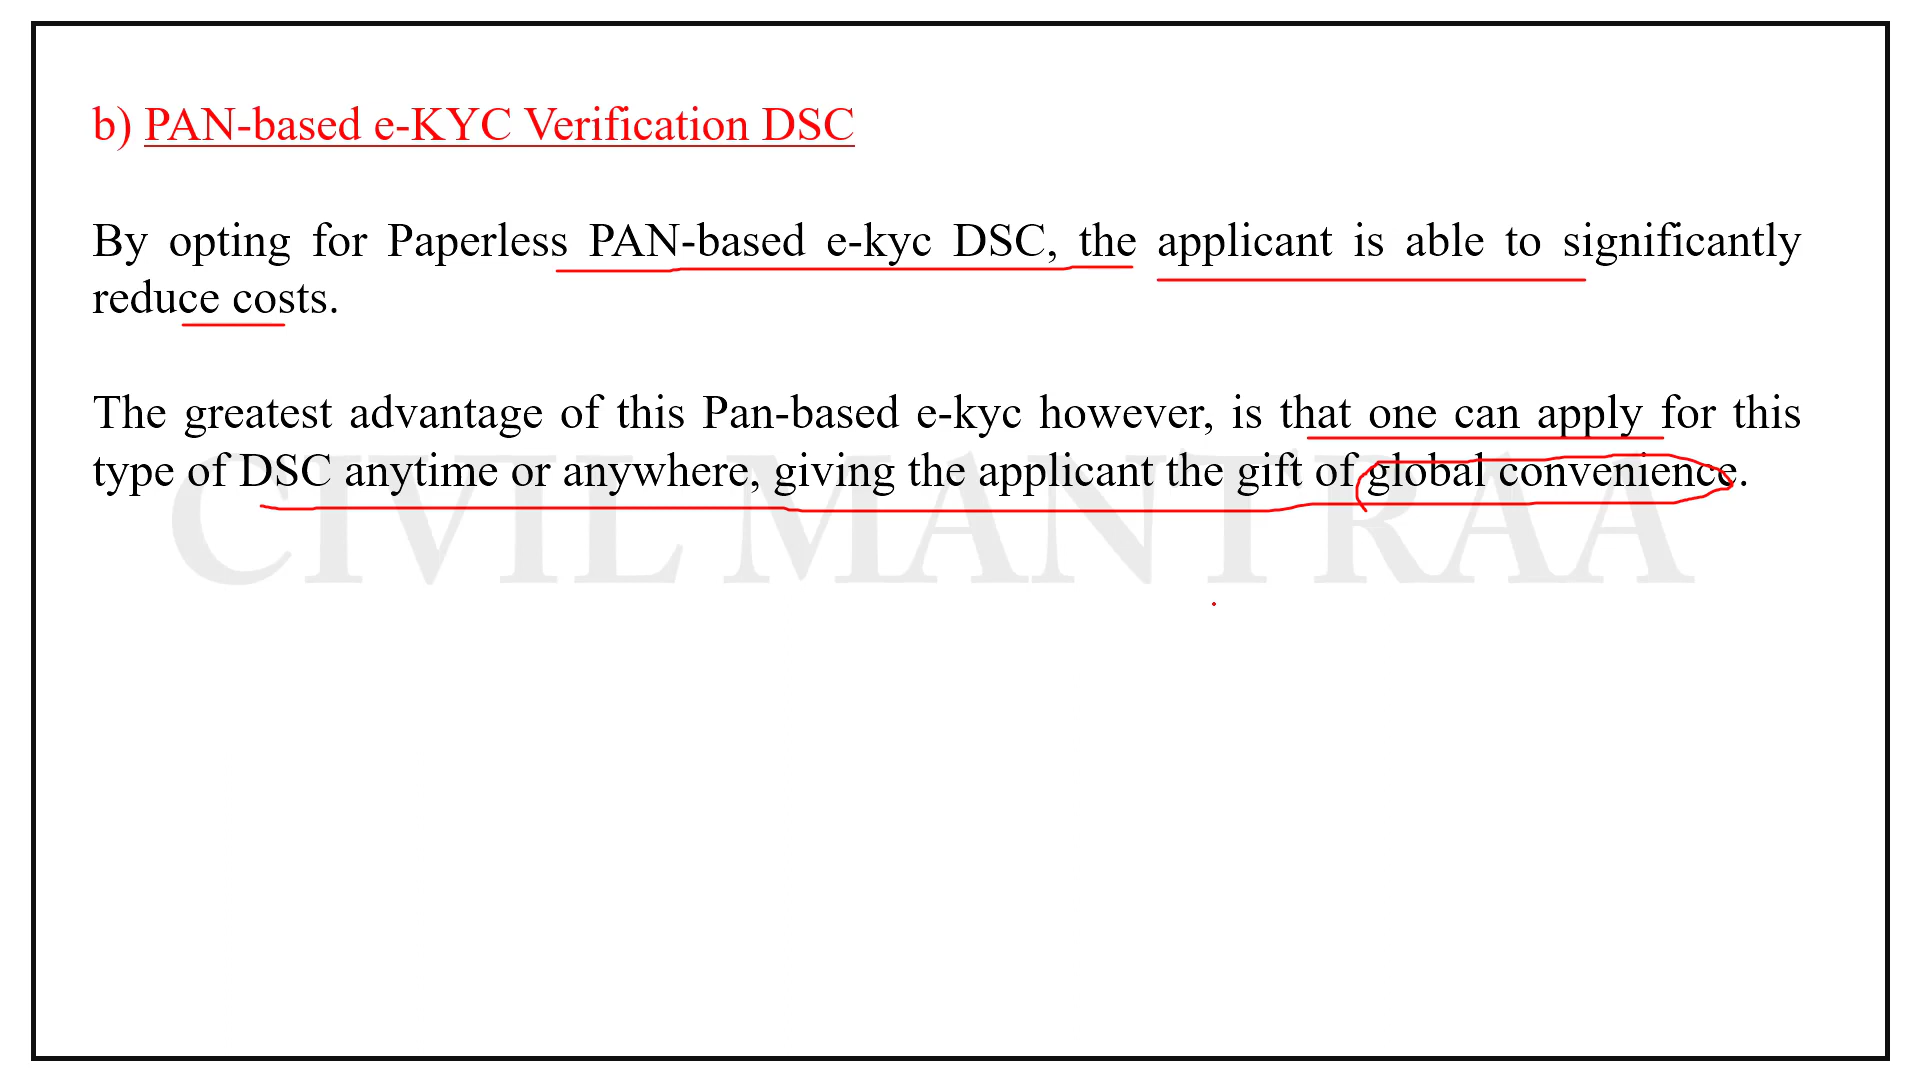 b) PAN-based e-KYC Verification DSC
By opting for Paperless PAN-based e-kyc DSC, the applicant is able to significantly
reduce costs.
The greatest advantage of this Pan-based e-kyc however, is that one can apply for this
type of DSC anytime or anywhere, giving the applicant the gift of global convenience.
CIVIL MANTRAA